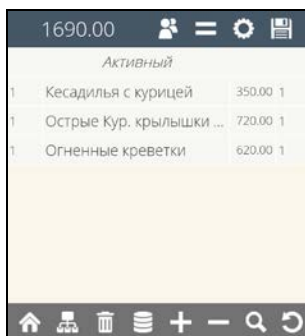 1690.00
Активный
1 Кесадилья с курицей 350.00 1
1 Острые Кур. крылышки ... 720.00 1
1 Огненные креветки 620.00 1